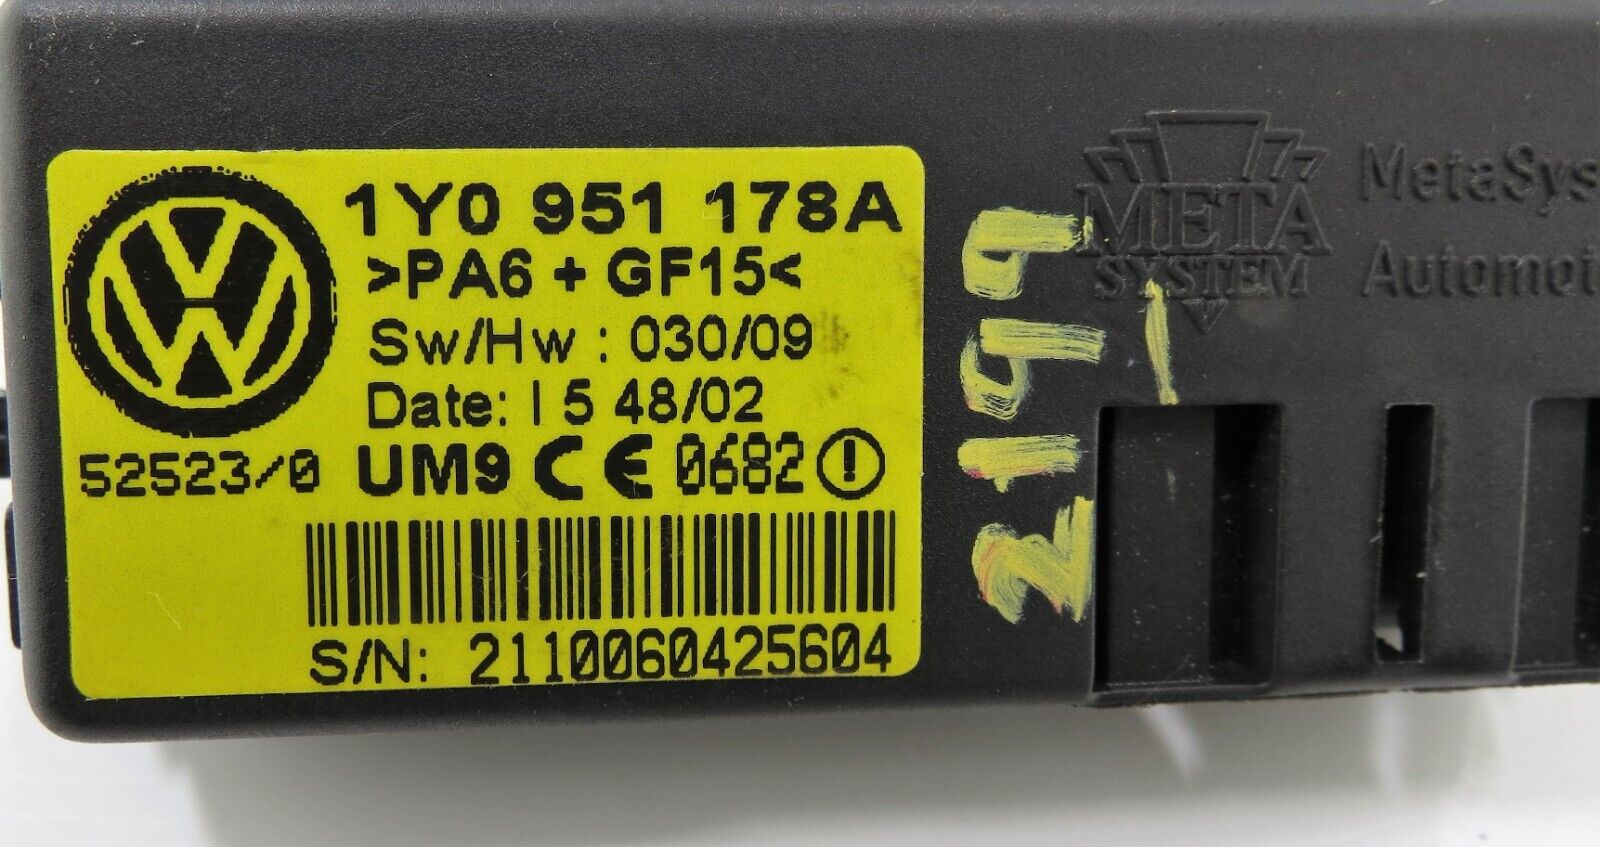 1Y0 951 178A
>PA6 + GF15<
Sw/Hw : 030/09
Date: I 5 48/02
52523/0 UM9 CE 0682
S/N: 2110060425604
2199
META
SYSTEM
MetaSys
Automot